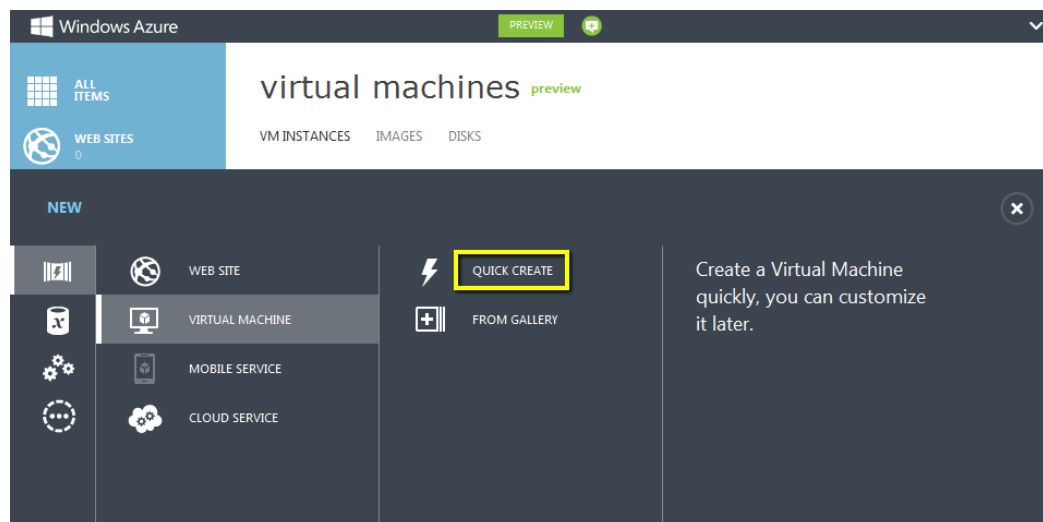 Windows Azure
PREVIEW
ALL
ITEMS
WEB SITES
0
virtual machines preview
VM INSTANCES IMAGES DISKS
NEW
WEB SITE
VIRTUAL MACHINE
MOBILE SERVICE
CLOUD SERVICE
QUICK CREATE
FROM GALLERY
Create a Virtual Machine
quickly, you can customize
it later.